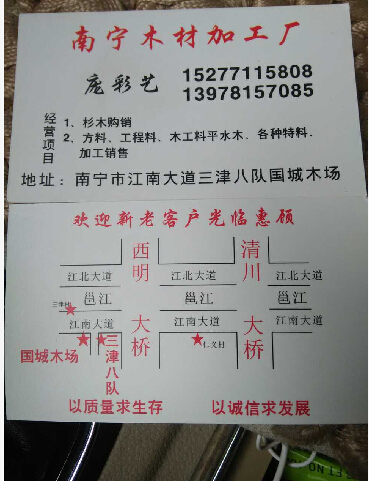 南宁木材加工厂
庞彩艺 15277115808
13978157085
经营项目
1、杉木购销
2、方料、工程料、木工料平水木、各种特料.
加工销售
地址：南宁市江南大道三津八队国城木场
欢迎新老客户光临惠顾
西明大桥
清川大桥
江北大道 江北大道 江北大道
邕江 邕江 邕江
江南大道 江南大道 江南大道
国城木场
三津八队
仁义村
以质量求生存 以诚信求发展